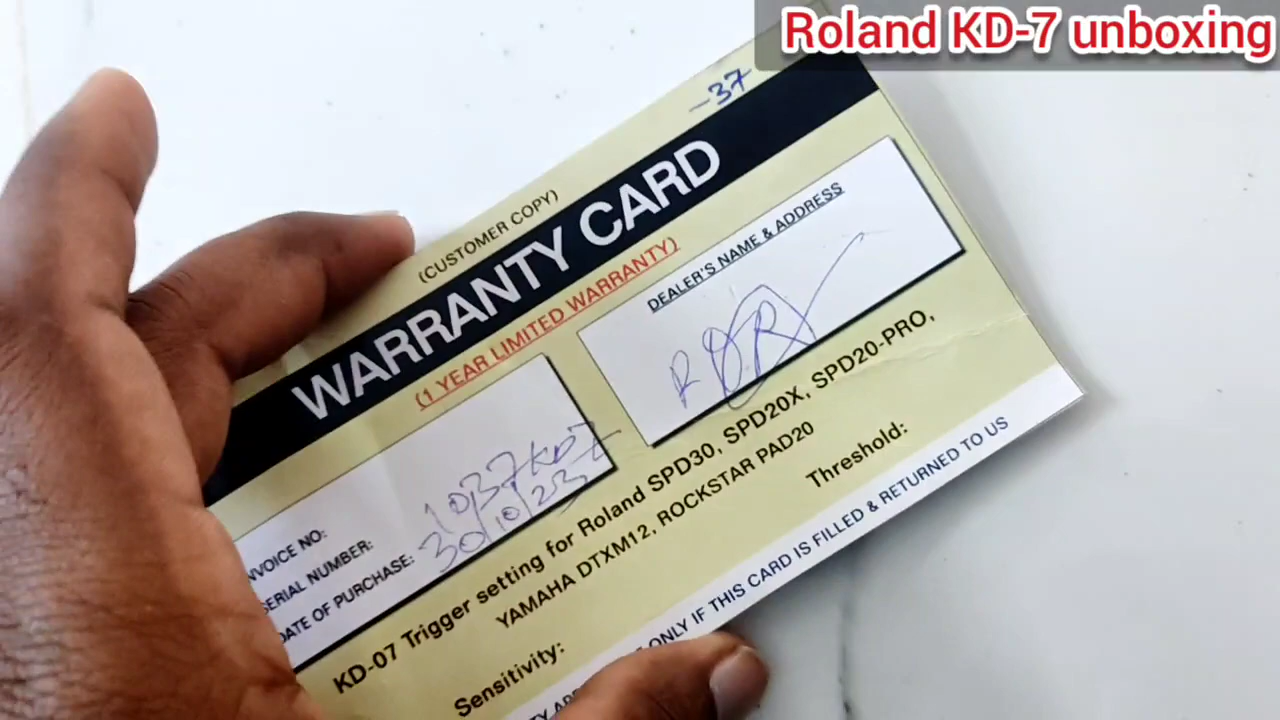 Roland KD-7 unboxing
-37
(CUSTOMER COPY)
WARRANTY CARD
(1 YEAR LIMITED WARRANTY)
DEALER'S NAME & ADDRESS
NVOICE NO:
SERIAL NUMBER: 1037KD7
DATE OF PURCHASE: 30/10/23
KD-07 Trigger setting for Roland SPD30, SPD20X, SPD20-PRO,
YAMAHA DTXM12, ROCKSTAR PAD20
Sensitivity: Threshold:
ONLY IF THIS CARD IS FILLED & RETURNED TO US